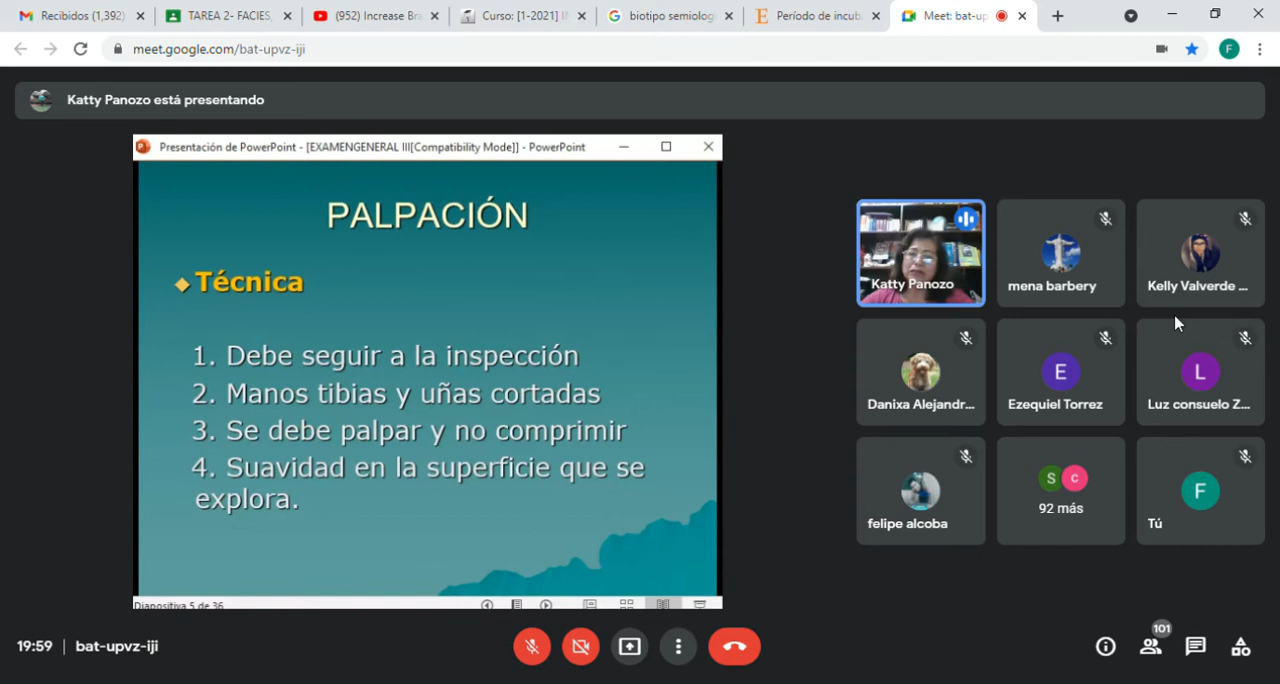 Recibidos (1,392)
TAREA 2- FACIES,
(952) Increase Bra
Curso: [1-2021] I
biotipo semiolog
Período de incub
Meet: bat-up
meet.google.com/bat-upvz-iji
F
Katty Panozo está presentando
Presentación de PowerPoint - [EXAMENGENERAL III[Compatibility Mode]] - PowerPoint
PALPACIÓN
Técnica
1. Debe seguir a la inspección
2. Manos tibias y uñas cortadas
3. Se debe palpar y no comprimir
4. Suavidad en la superficie que se
explora.
Diapositiva 5 de 36
Katty Panozo
mena barbery
Kelly Valverde ...
Danixa Alejandr...
E
Ezequiel Torrez
L
Luz consuelo Z...
felipe alcoba
S C
92 más
F
Tú
19:59 | bat-upvz-iji
101